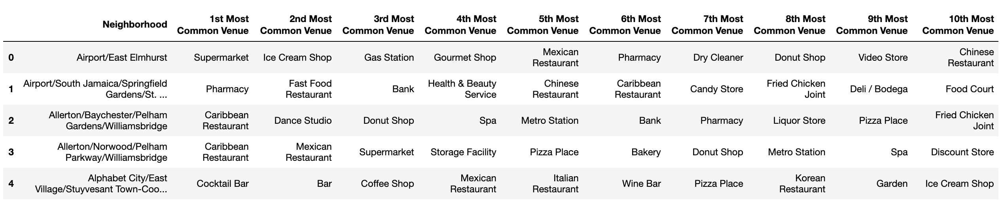 Neighborhood 1st Most Common Venue 2nd Most Common Venue 3rd Most Common Venue 4th Most Common Venue 5th Most Common Venue 6th Most Common Venue 7th Most Common Venue 8th Most Common Venue 9th Most Common Venue 10th Most Common Venue
0 Airport/East Elmhurst Supermarket Ice Cream Shop Gas Station Gourmet Shop Mexican Restaurant Pharmacy Dry Cleaner Donut Shop Video Store Chinese Restaurant
1 Airport/South Jamaica/Springfield Gardens/St. ... Pharmacy Fast Food Restaurant Bank Health & Beauty Service Chinese Restaurant Caribbean Restaurant Candy Store Fried Chicken Joint Deli / Bodega Food Court
2 Allerton/Baychester/Pelham Gardens/Williamsbridge Caribbean Restaurant Dance Studio Donut Shop Spa Metro Station Bank Pharmacy Liquor Store Pizza Place Fried Chicken Joint
3 Allerton/Norwood/Pelham Parkway/Williamsbridge Caribbean Restaurant Mexican Restaurant Supermarket Storage Facility Pizza Place Bakery Donut Shop Metro Station Spa Discount Store
4 Alphabet City/East Village/Stuyvesant Town-Coo... Cocktail Bar Bar Coffee Shop Mexican Restaurant Italian Restaurant Wine Bar Pizza Place Korean Restaurant Garden Ice Cream Shop